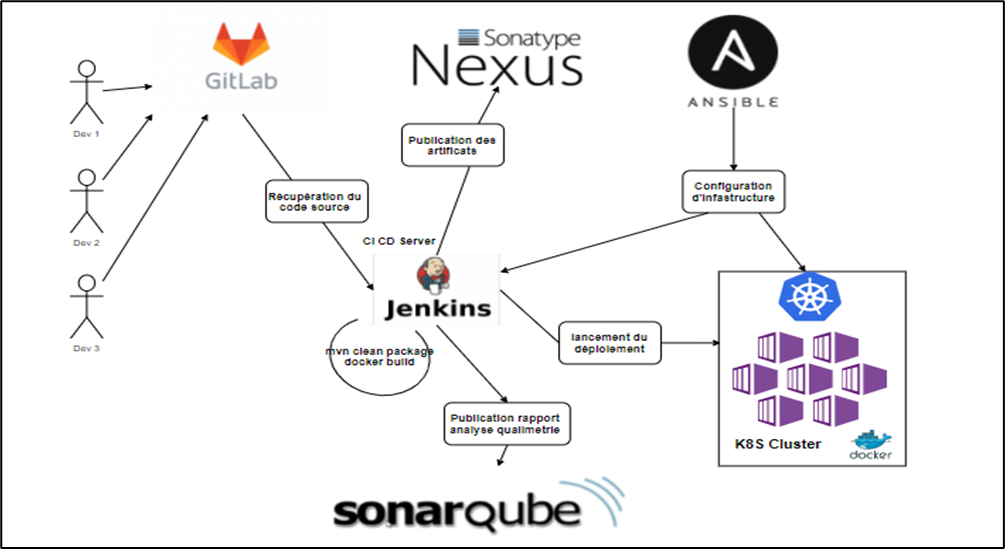 GitLab
Sonatype
Nexus
ANSIBLE
Dev 1
Publication des
artificats
Récupération du
code source
Configuration
d'infastructure
Dev 2
CI CD Server
Jenkins
Dev 3
mvn clean package
docker build
lancement du
déploiement
Publication rapport
analyse qualimetrie
K8S Cluster
docker
sonarqube